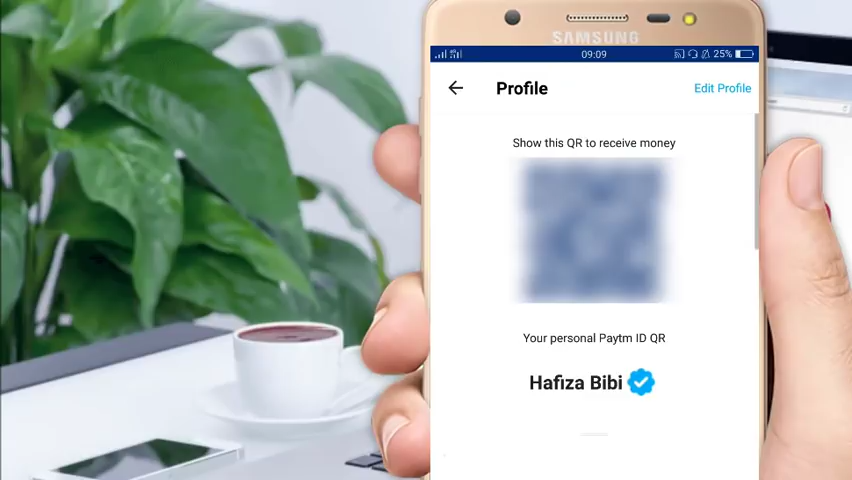 SAMSUNG
09:09
25%
Profile
Edit Profile
Show this QR to receive money
Your personal Paytm ID QR
Hafiza Bibi